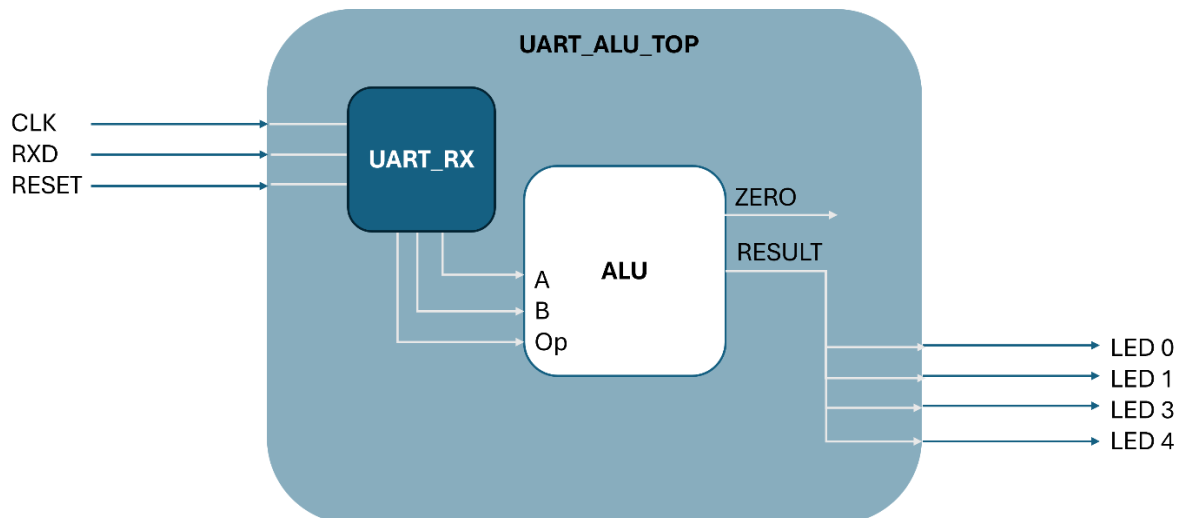 UART_ALU_TOP
CLK
RXD
RESET
UART_RX
ZERO
RESULT
ALU
A
B
Op
LED 0
LED 1
LED 3
LED 4